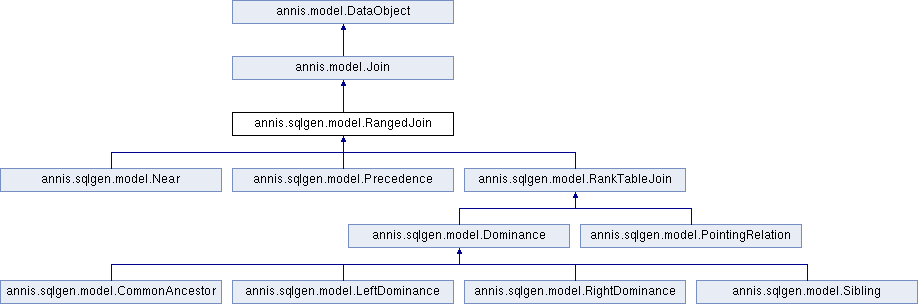 annis.model.DataObject
annis.model.Join
annis.sqlgen.model.RangedJoin
annis.sqlgen.model.Near
annis.sqlgen.model.Precedence
annis.sqlgen.model.RankTableJoin
annis.sqlgen.model.Dominance
annis.sqlgen.model.PointingRelation
annis.sqlgen.model.CommonAncestor
annis.sqlgen.model.LeftDominance
annis.sqlgen.model.RightDominance
annis.sqlgen.model.Sibling